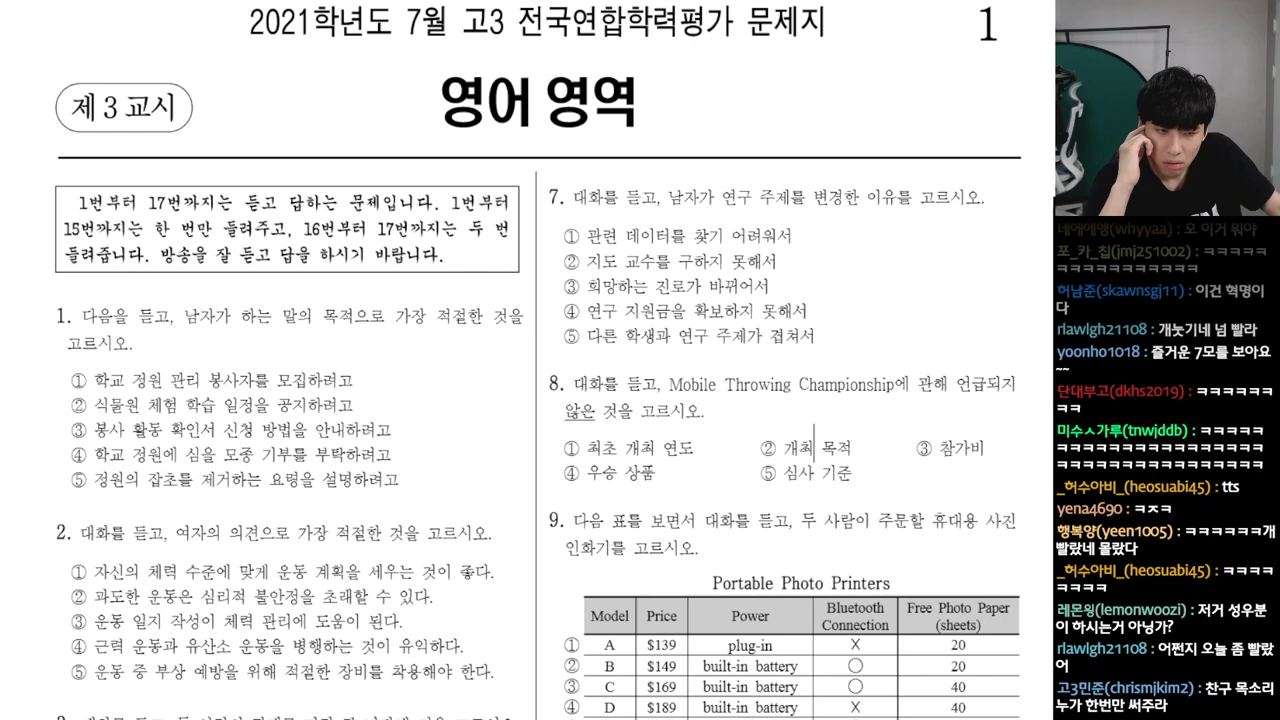 2021학년도 7월 고3 전국연합학력평가 문제지
1
제 3 교시
영어 영역
1번부터 17번까지는 듣고 답하는 문제입니다. 1번부터
15번까지는 한 번만 들려주고, 16번부터 17번까지는 두 번
들려줍니다. 방송을 잘 듣고 답을 하시기 바랍니다.
1. 다음을 듣고, 남자가 하는 말의 목적으로 가장 적절한 것을
고르시오.
① 학교 정원 관리 봉사자를 모집하려고
② 식물원 체험 학습 일정을 공지하려고
③ 봉사 활동 확인서 신청 방법을 안내하려고
④ 학교 정원에 심을 모종 기부를 부탁하려고
⑤ 정원의 잡초를 제거하는 요령을 설명하려고
2. 대화를 듣고, 여자의 의견으로 가장 적절한 것을 고르시오.
① 자신의 체력 수준에 맞게 운동 계획을 세우는 것이 좋다.
② 과도한 운동은 심리적 불안정을 초래할 수 있다.
③ 운동 일지 작성이 체력 관리에 도움이 된다.
④ 근력 운동과 유산소 운동을 병행하는 것이 유익하다.
⑤ 운동 중 부상 예방을 위해 적절한 장비를 착용해야 한다.
7. 대화를 듣고, 남자가 연구 주제를 변경한 이유를 고르시오.
① 관련 데이터를 찾기 어려워서
② 지도 교수를 구하지 못해서
③ 희망하는 진로가 바뀌어서
④ 연구 지원금을 확보하지 못해서
⑤ 다른 학생과 연구 주제가 겹쳐서
8. 대화를 듣고, Mobile Throwing Championship에 관해 언급되지
않은 것을 고르시오.
① 최초 개최 연도 ② 개최 목적 ③ 참가비
④ 우승 상품 ⑤ 심사 기준
9. 다음 표를 보면서 대화를 듣고, 두 사람이 주문할 휴대용 사진
인화기를 고르시오.
Portable Photo Printers
Model Price Power Bluetooth Connection Free Photo Paper (sheets)
① A $139 plug-in X 20
② B $149 built-in battery ○ 20
③ C $169 built-in battery ○ 40
④ D $189 built-in battery X 40
네에에엥(whyyaa) : 오 이거 뭐야
포_카_칩(jmj251002) : ㅋㅋㅋㅋㅋ
ㅋㅋㅋㅋㅋㅋㅋㅋㅋㅋㅋ
허남준(skawnsgj11) : 이건 혁명이
다
rlawlgh21108 : 개늦기네 넘 빨라
yoonho1018 : 즐거운 7모를 보아요
~~
단대부고(dkhs2019) : ㅋㅋㅋㅋㅋㅋ
ㅋㅋ
미수ㅅ가루(tnwjddb) : ㅋㅋㅋㅋㅋ
ㅋㅋㅋㅋㅋㅋㅋㅋㅋㅋㅋㅋㅋㅋㅋㅋ
ㅋㅋㅋㅋㅋㅋㅋㅋㅋㅋㅋㅋㅋㅋㅋㅋ
_허수아비_(heosuabi45) : tts
yena4690 : ㅋㅈㅋ
행복양(yeen1005) : ㅋㅋㅋㅋㅋㅋ개
빨랐네 몰랐다
_허수아비_(heosuabi45) : ㅋㅋㅋㅋ
ㅋㅋㅋㅋ
레몬욍(lemonwoozi) : 저거 성우분
이 하시는거 아닝가?
rlawlgh21108 : 어쩐지 오늘 좀 빨랐
어
고3민준(chrismjkim2) : 친구 목소리
누가 한번만 써주라